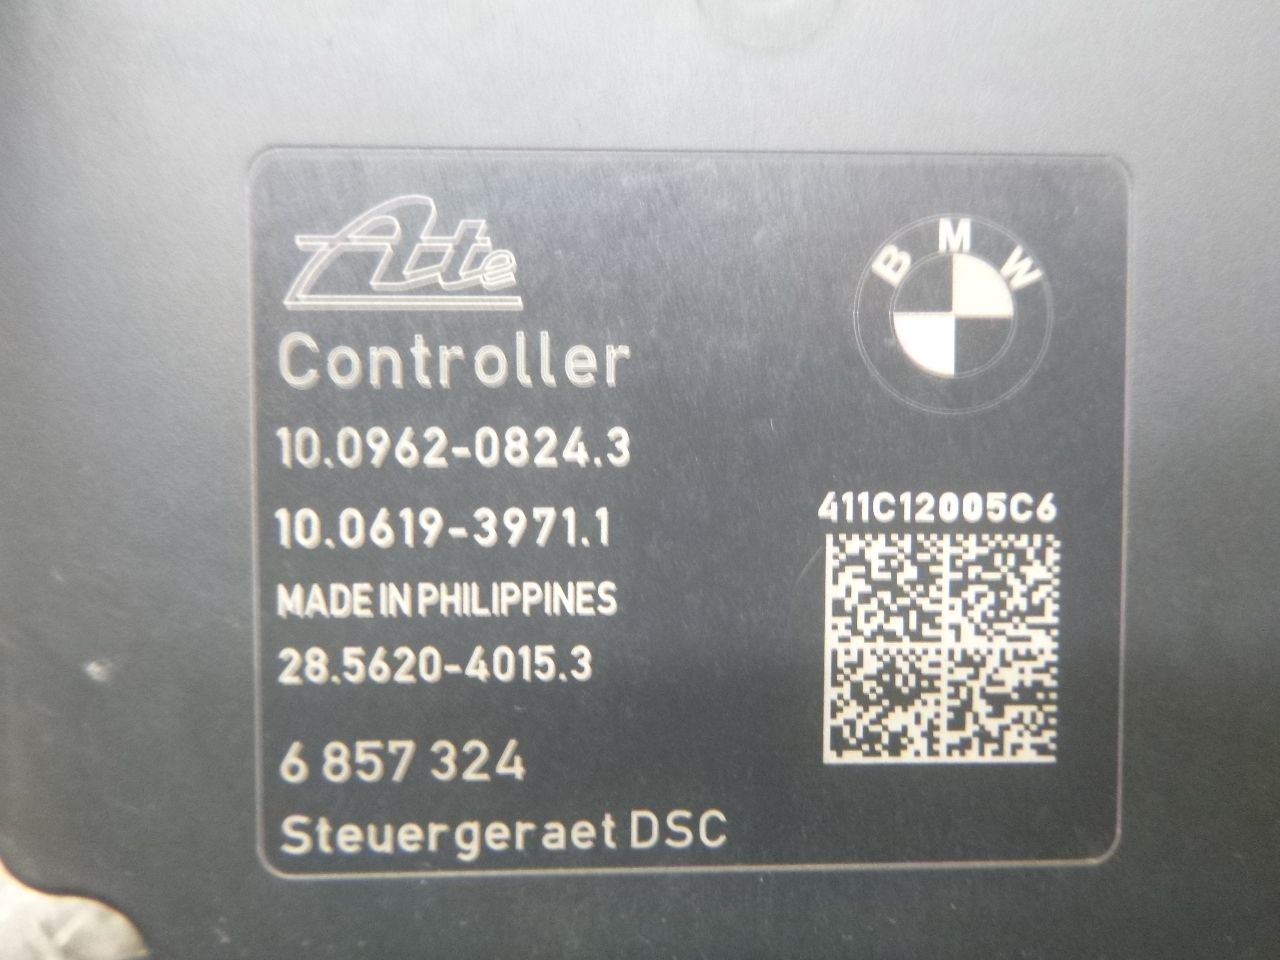 Ate
BMW
Controller
10.0962-0824.3
10.0619-3971.1
411C12005C6
MADE IN PHILIPPINES
28.5620-4015.3
6 857 324
Steuergeraet DSC